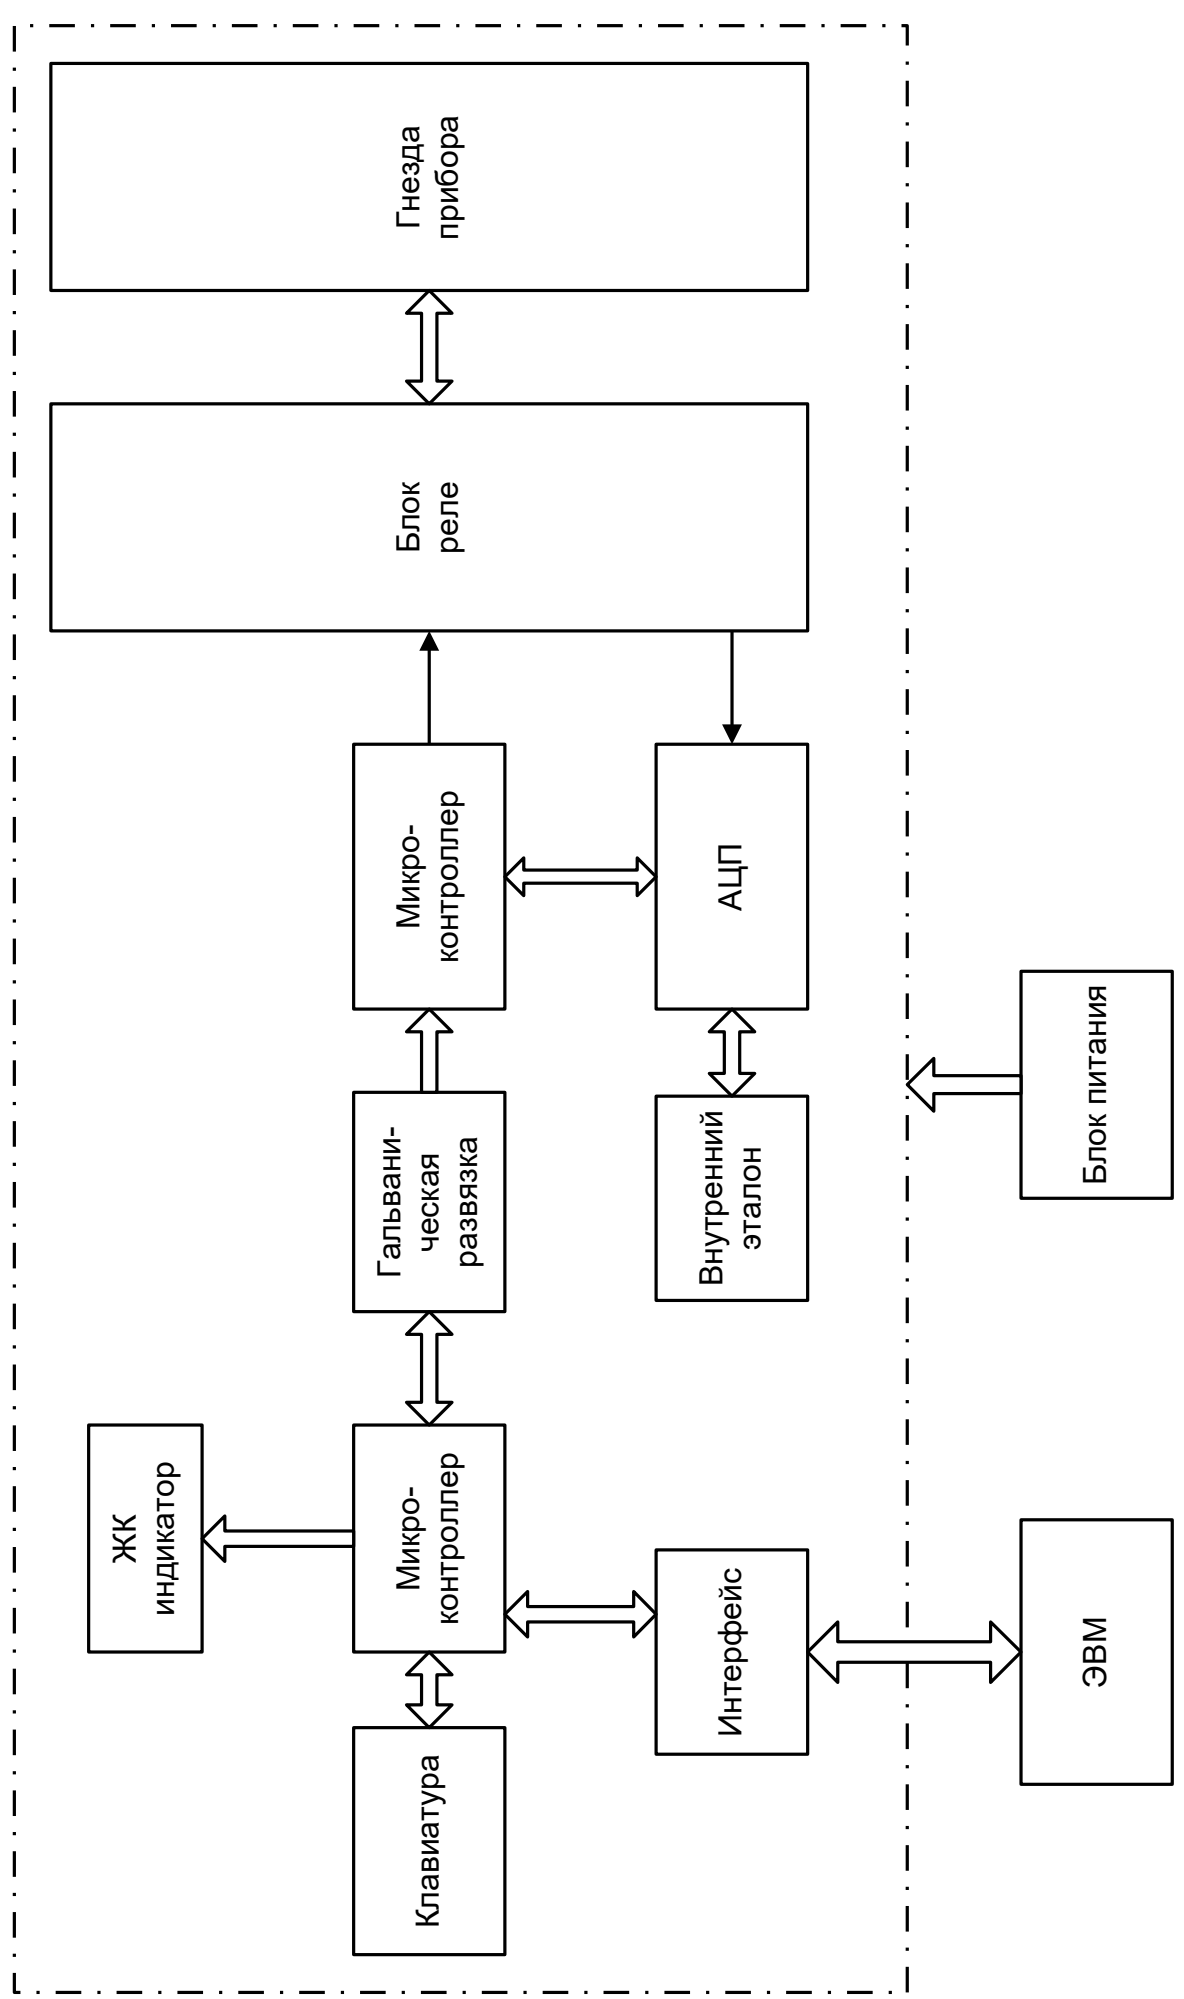 ЖК
индикатор
Клавиатура
Микро-
контроллер
Гальвани-
ческая
развязка
Микро-
контроллер
Блок
реле
Гнезда
прибора
Интерфейс
Внутренний
эталон
АЦП
ЭВМ
Блок питания